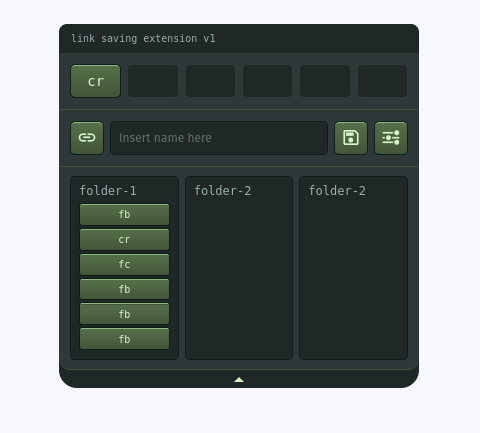 link saving extension v1
cr
Insert name here
folder-1
fb
cr
fc
fb
fb
fb
folder-2
folder-2